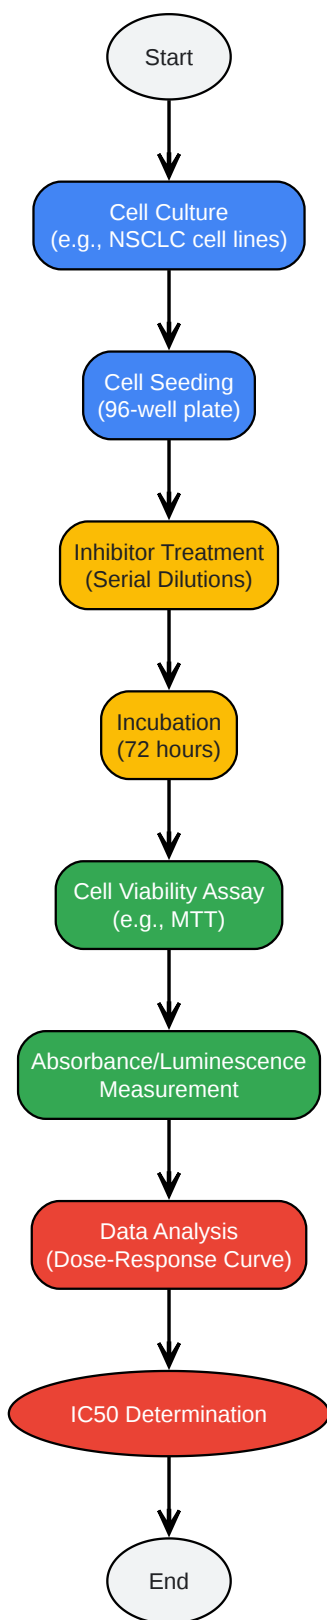 Start
Cell Culture
(e.g., NSCLC cell lines)
Cell Seeding
(96-well plate)
Inhibitor Treatment
(Serial Dilutions)
Incubation
(72 hours)
Cell Viability Assay
(e.g., MTT)
Absorbance/Luminescence
Measurement
Data Analysis
(Dose-Response Curve)
IC50 Determination
End